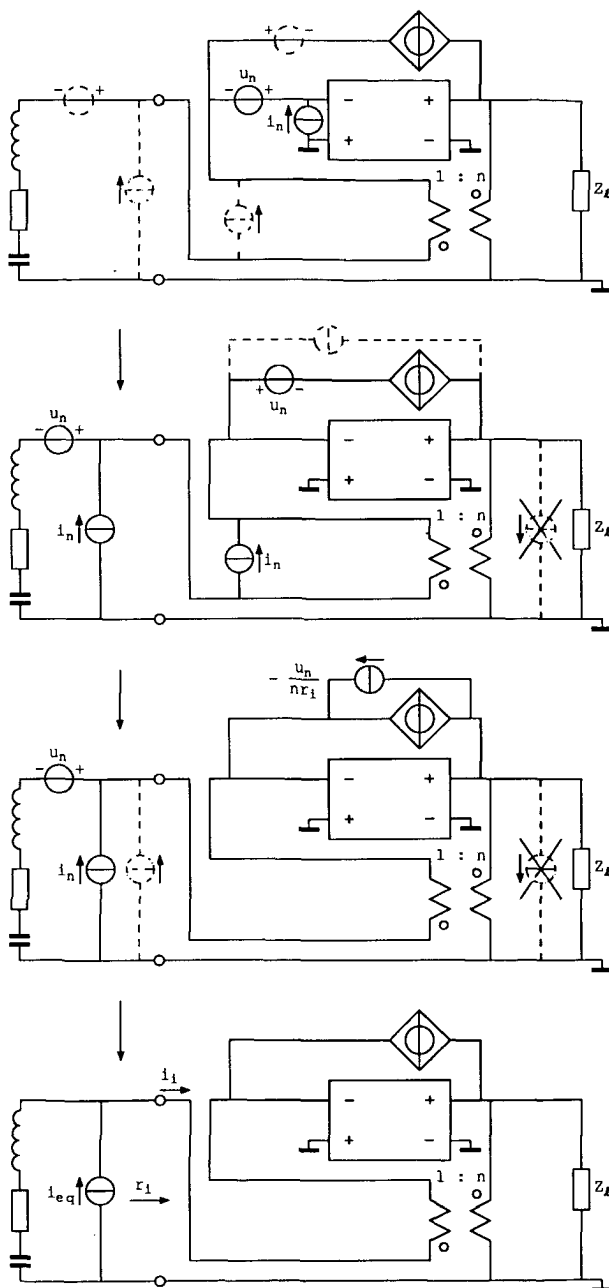 + -
- +
u_n
- +
i_n
- +
+ -
1 : n
Z_ℓ
u_n
- +
+ -
u_n
i_n
- +
+ -
1 : n
i_n
Z_ℓ
- u_n / nr_i
u_n
- +
i_n
- +
+ -
1 : n
Z_ℓ
i_i
- +
+ -
1 : n
i_eq
r_i
Z_ℓ